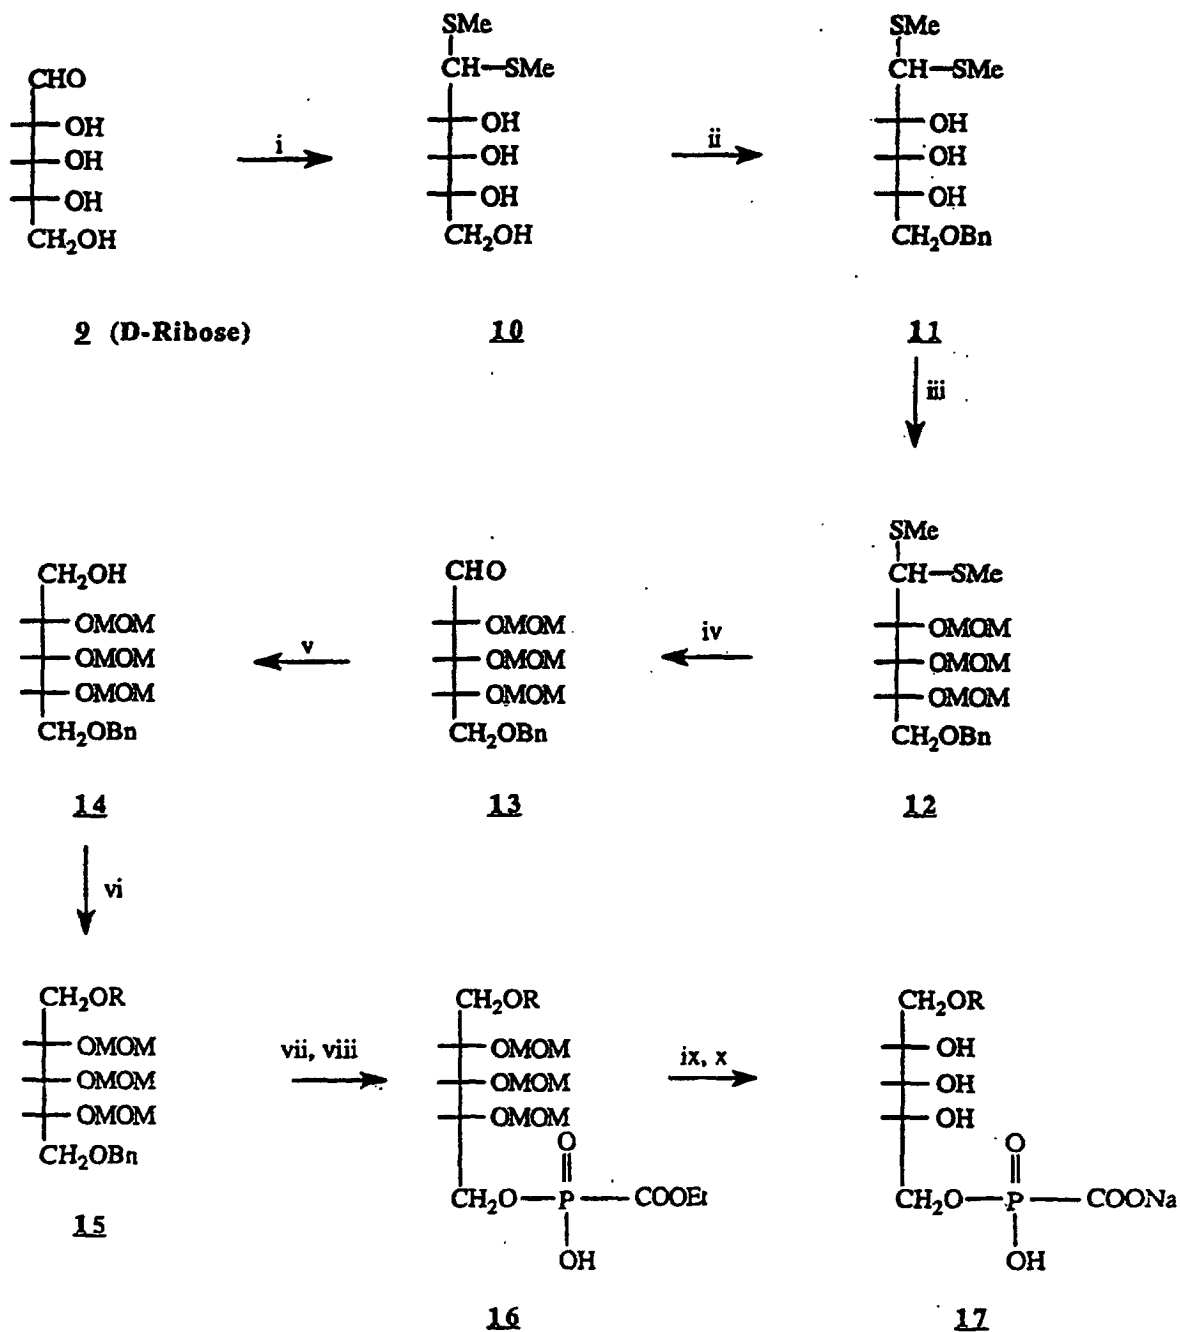 SMe
CH—SMe
OH
OH
OH
CH₂OH
SMe
CH—SMe
OH
OH
OH
CH₂OBn
CHO
OH
OH
OH
CH₂OH
i
ii
9 (D-Ribose)
10
11
iii
CH₂OH
OMOM
OMOM
OMOM
CH₂OBn
v
CHO
OMOM
OMOM
OMOM
CH₂OBn
iv
SMe
CH—SMe
OMOM
OMOM
OMOM
CH₂OBn
14
13
12
vi
CH₂OR
OMOM
OMOM
OMOM
CH₂OBn
15
vii, viii
CH₂OR
OMOM
OMOM
OMOM
O
CH₂O—P—COOEt
OH
16
ix, x
CH₂OR
OH
OH
OH
O
CH₂O—P—COONa
OH
17